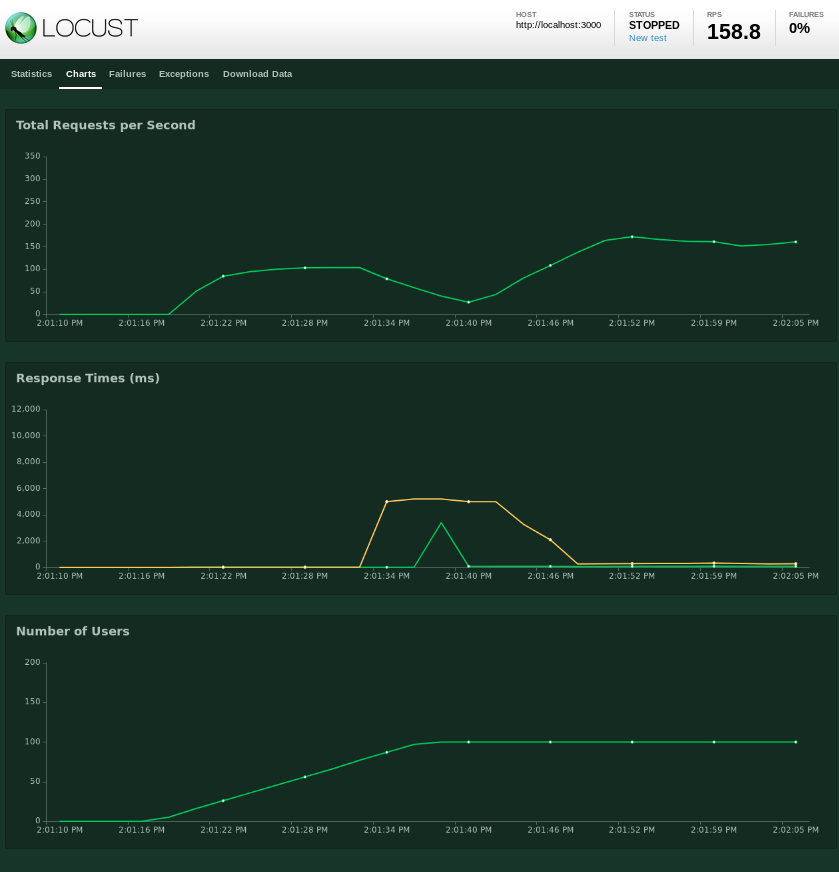 LOCUST
HOST
http://localhost:3000
STATUS
STOPPED
New test
RPS
158.8
FAILURES
0%
Statistics Charts Failures Exceptions Download Data
Total Requests per Second
350
300
250
200
150
100
50
0
2:01:10 PM 2:01:16 PM 2:01:22 PM 2:01:28 PM 2:01:34 PM 2:01:40 PM 2:01:46 PM 2:01:52 PM 2:01:59 PM 2:02:05 PM
Response Times (ms)
12,000
10,000
8,000
6,000
4,000
2,000
0
2:01:10 PM 2:01:16 PM 2:01:22 PM 2:01:28 PM 2:01:34 PM 2:01:40 PM 2:01:46 PM 2:01:52 PM 2:01:59 PM 2:02:05 PM
Number of Users
200
150
100
50
0
2:01:10 PM 2:01:16 PM 2:01:22 PM 2:01:28 PM 2:01:34 PM 2:01:40 PM 2:01:46 PM 2:01:52 PM 2:01:59 PM 2:02:05 PM